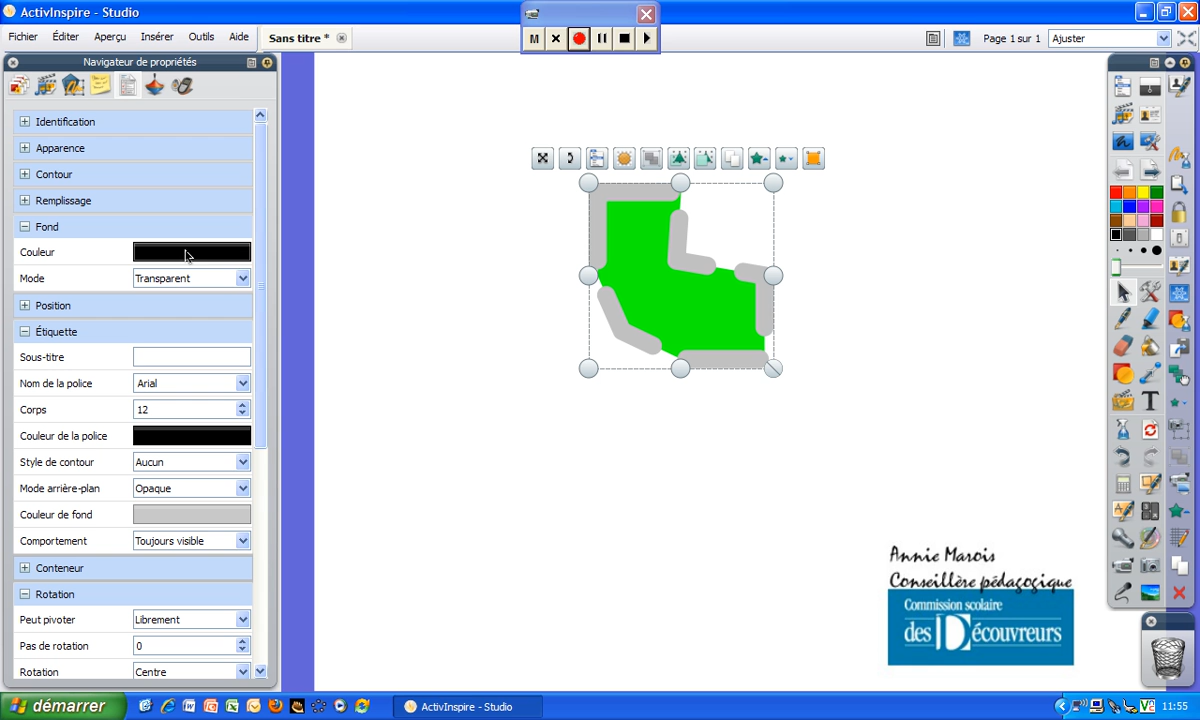 ActivInspire - Studio
Fichier Éditer Aperçu Insérer Outils Aide
Sans titre *
M
Page 1 sur 1
Ajuster
Navigateur de propriétés
Identification
Apparence
Contour
Remplissage
Fond
Couleur
Mode Transparent
Position
Étiquette
Sous-titre
Nom de la police Arial
Corps 12
Couleur de la police
Style de contour Aucun
Mode arrière-plan Opaque
Couleur de fond
Comportement Toujours visible
Conteneur
Rotation
Peut pivoter Librement
Pas de rotation 0
Rotation Centre
Annie Marois
Conseillère pédagogique
Commission scolaire
des Découvreurs
démarrer
ActivInspire - Studio
11:55